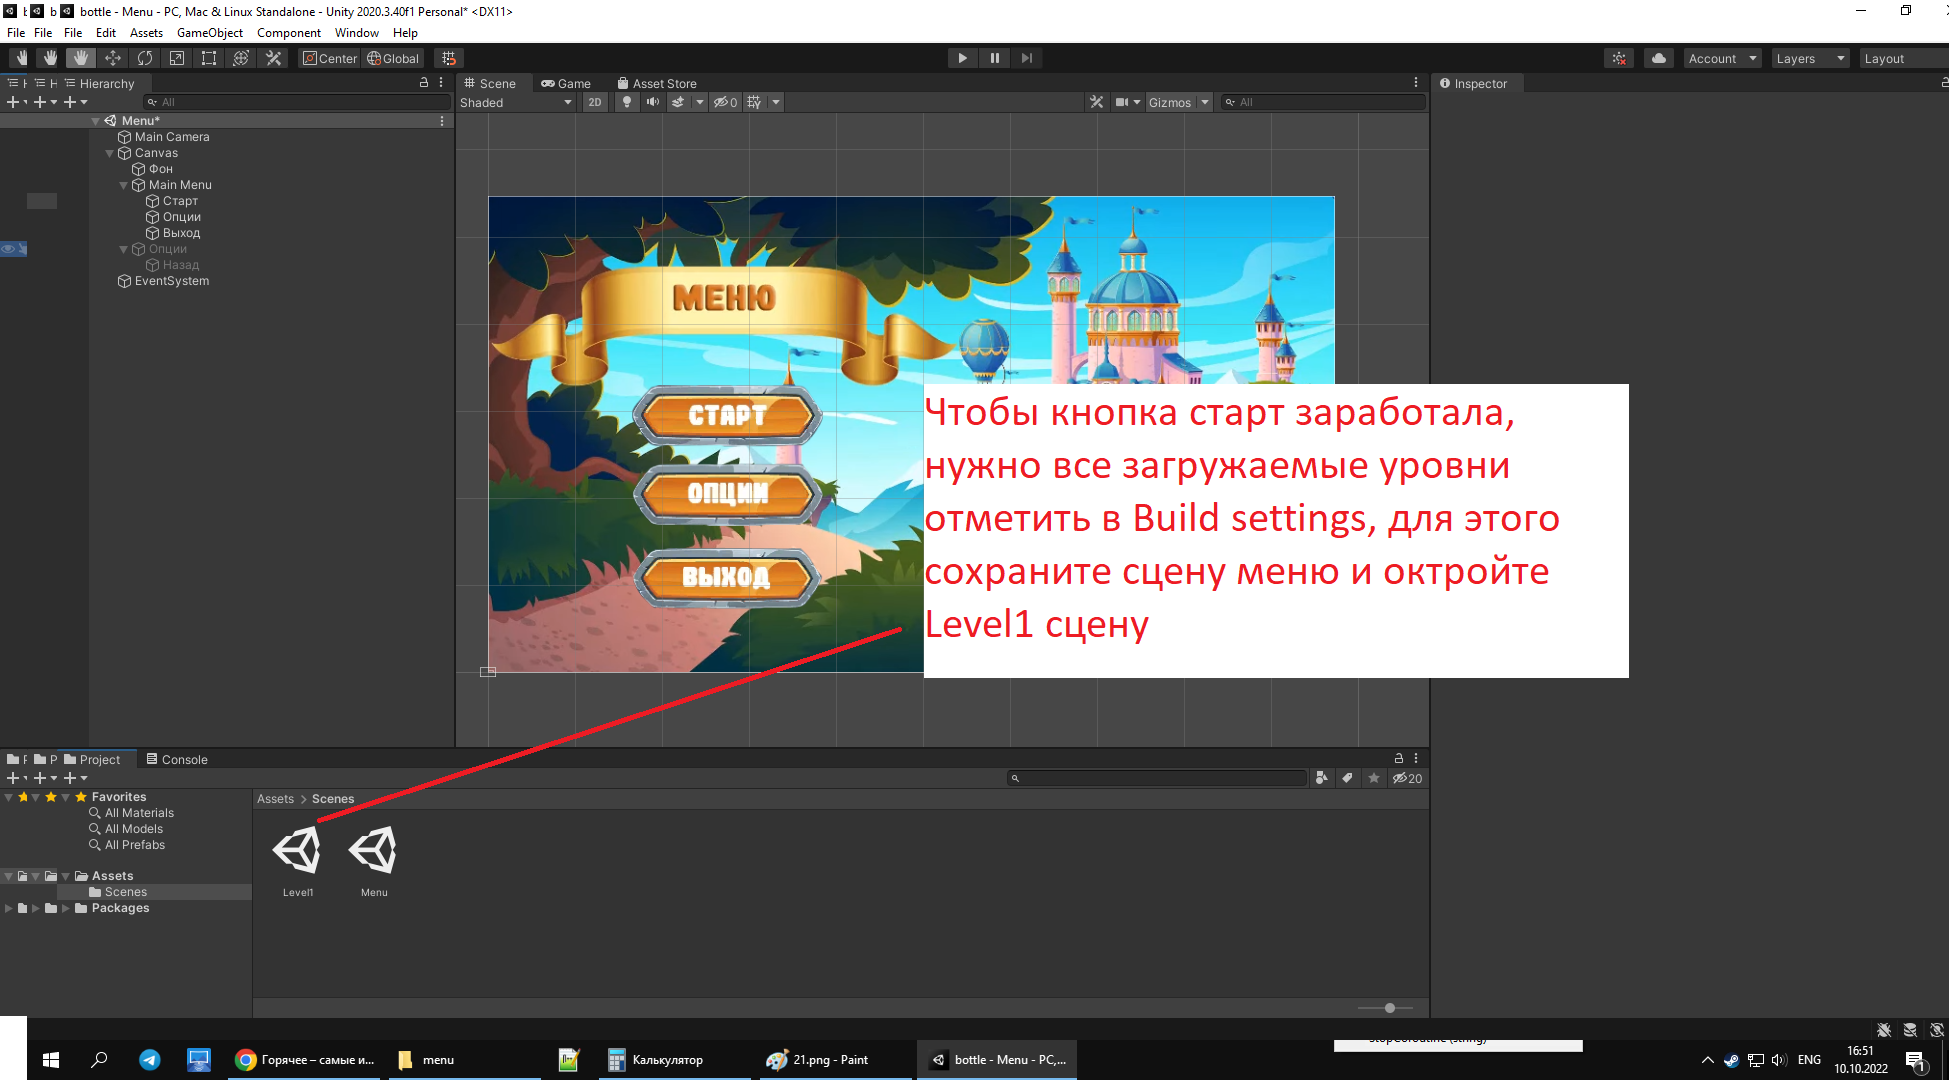 bottle - Menu - PC, Mac & Linux Standalone - Unity 2020.3.40f1 Personal* <DX11>
File File File Edit Assets GameObject Component Window Help
Center Global Account Layers Layout
Hierarchy Scene Game Asset Store Inspector
All Shaded 2D 0 Gizmos All
Menu*
Main Camera
Canvas
Фон
Main Menu
Старт
Опции
Выход
Опции
Назад
EventSystem
МЕНЮ
СТАРТ
ОПЦИИ
ВЫХОД
Чтобы кнопка старт заработала,
нужно все загружаемые уровни
отметить в Build settings, для этого
сохраните сцену меню и октройте
Level1 сцену
P Project Console
20
Favorites
All Materials
All Models
All Prefabs
Assets
Scenes
Packages
Assets > Scenes
Level1 Menu
Горячее – самые и... menu Калькулятор 21.png - Paint bottle - Menu - PC,...
ENG 16:51
10.10.2022
1